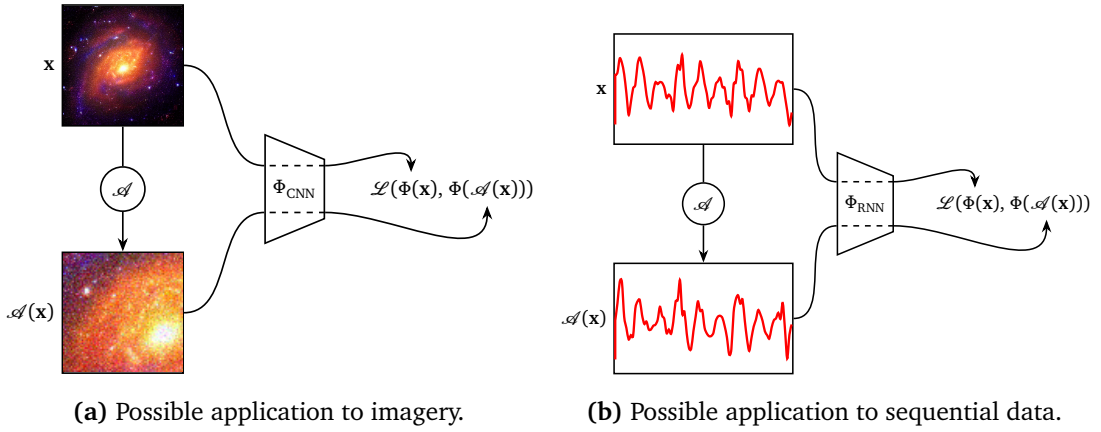 x
𝒜
Φ_CNN
ℒ(Φ(x), Φ(𝒜(x)))
𝒜(x)
(a) Possible application to imagery.
x
𝒜
Φ_RNN
ℒ(Φ(x), Φ(𝒜(x)))
𝒜(x)
(b) Possible application to sequential data.